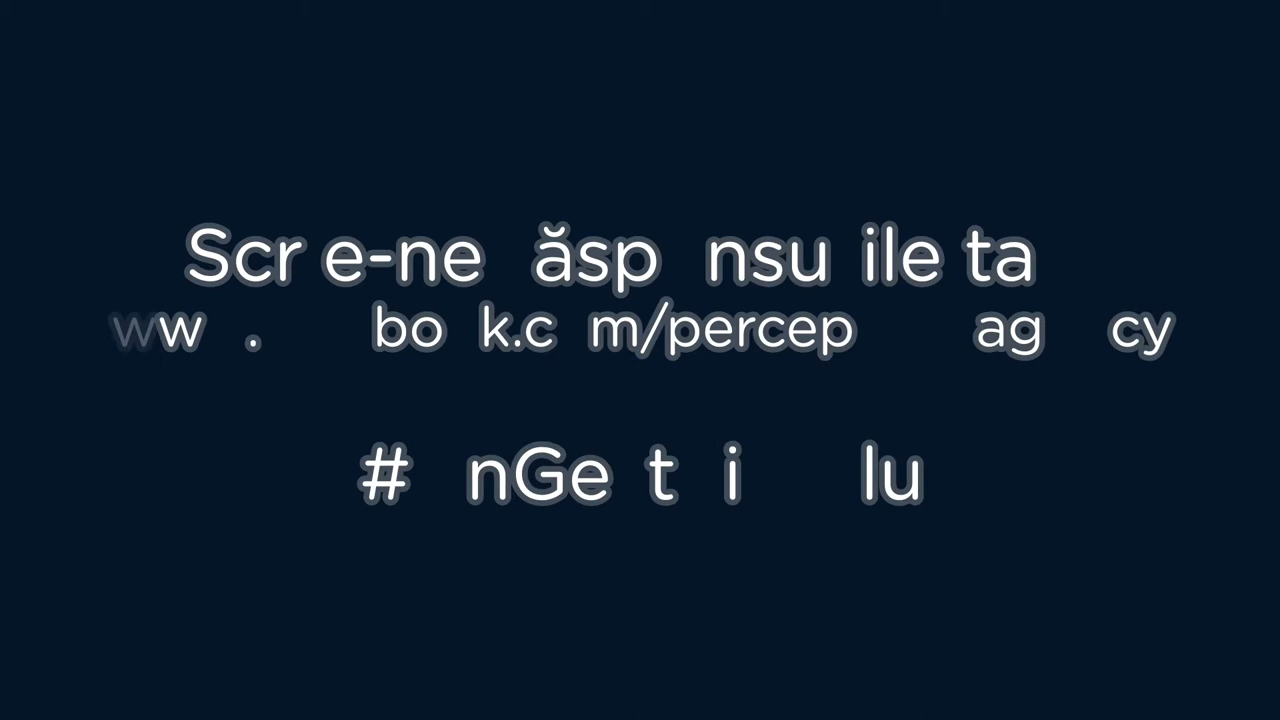 Scr e-ne ăsp nsu ile ta
ww . bo k.c m/percep ag cy
# nGe t i lu